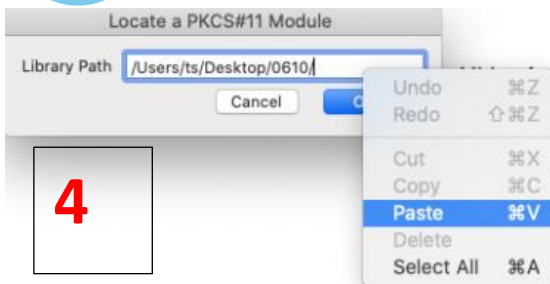 Locate a PKCS#11 Module
Library Path /Users/ts/Desktop/0610/
Cancel
Undo ⌘Z
Redo ⇧⌘Z
Cut ⌘X
Copy ⌘C
Paste ⌘V
Delete
Select All ⌘A
4